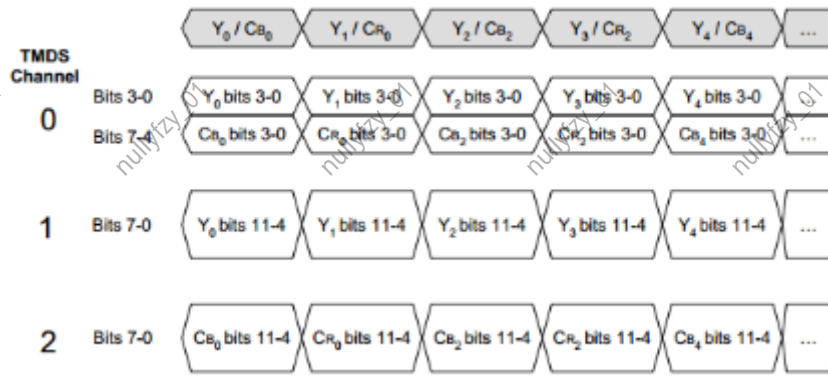 Y0 / CB0 Y1 / CR0 Y2 / CB2 Y3 / CR2 Y4 / CB4 ...
TMDS
Channel
0
Bits 3-0 Y0 bits 3-0 Y1 bits 3-0 Y2 bits 3-0 Y3 bits 3-0 Y4 bits 3-0
Bits 7-4 CB0 bits 3-0 CR0 bits 3-0 CB2 bits 3-0 CR2 bits 3-0 CB4 bits 3-0 ...
nullyfzy_01 nullyfzy_01 nullyfzy_01
1 Bits 7-0 Y0 bits 11-4 Y1 bits 11-4 Y2 bits 11-4 Y3 bits 11-4 Y4 bits 11-4 ...
2 Bits 7-0 CB0 bits 11-4 CR0 bits 11-4 CB2 bits 11-4 CR2 bits 11-4 CB4 bits 11-4 ...